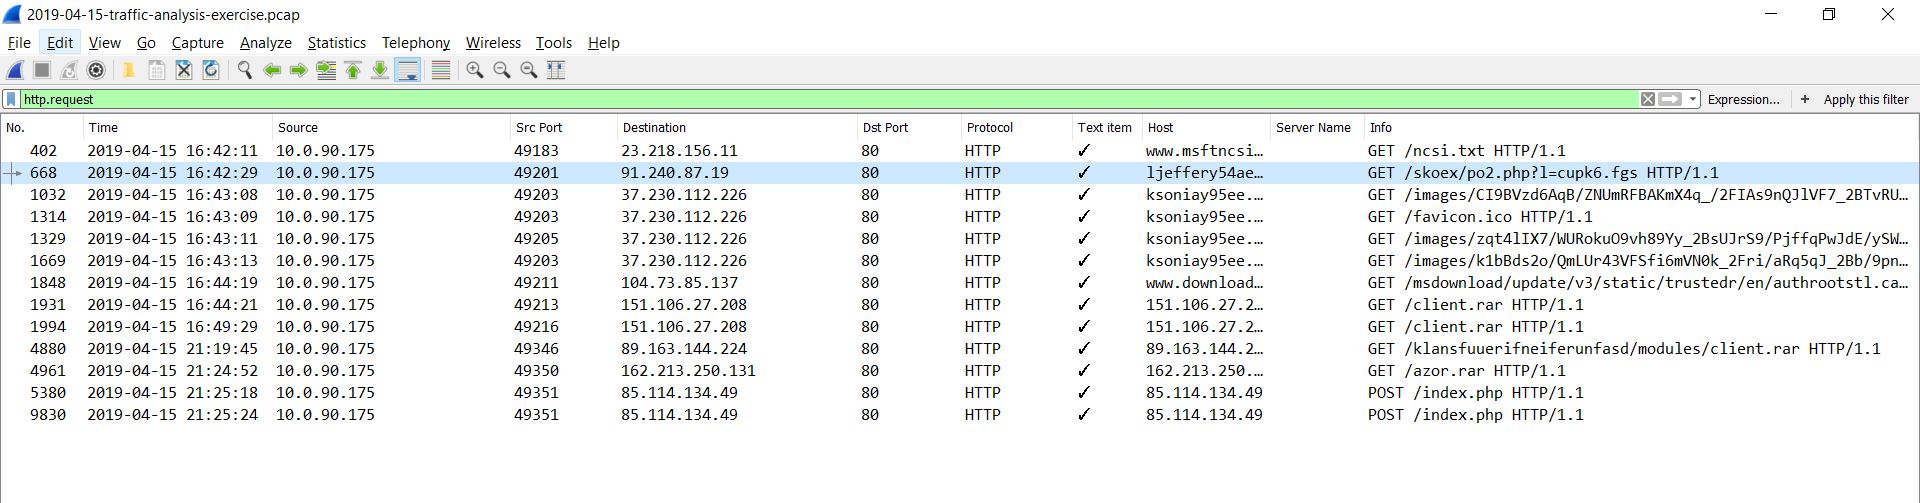 2019-04-15-traffic-analysis-exercise.pcap
File Edit View Go Capture Analyze Statistics Telephony Wireless Tools Help
http.request Expression... + Apply this filter
No. Time Source Src Port Destination Dst Port Protocol Text item Host Server Name Info
402 2019-04-15 16:42:11 10.0.90.175 49183 23.218.156.11 80 HTTP ✓ www.msftncsi… GET /ncsi.txt HTTP/1.1
668 2019-04-15 16:42:29 10.0.90.175 49201 91.240.87.19 80 HTTP ✓ ljeffery54ae… GET /skoex/po2.php?l=cupk6.fgs HTTP/1.1
1032 2019-04-15 16:43:08 10.0.90.175 49203 37.230.112.226 80 HTTP ✓ ksoniay95ee.… GET /images/CI9BVzd6AqB/ZNUmRFBAKmX4q_/2FIAs9nQJlVF7_2BTvRU…
1314 2019-04-15 16:43:09 10.0.90.175 49203 37.230.112.226 80 HTTP ✓ ksoniay95ee.… GET /favicon.ico HTTP/1.1
1329 2019-04-15 16:43:11 10.0.90.175 49205 37.230.112.226 80 HTTP ✓ ksoniay95ee.… GET /images/zqt4lIX7/WURokuO9vh89Yy_2BsUJrS9/PjffqPwJdE/ySW…
1669 2019-04-15 16:43:13 10.0.90.175 49203 37.230.112.226 80 HTTP ✓ ksoniay95ee.… GET /images/k1bBds2o/QmLUr43VFSfi6mVN0k_2Fri/aRq5qJ_2Bb/9pn…
1848 2019-04-15 16:44:19 10.0.90.175 49211 104.73.85.137 80 HTTP ✓ www.download… GET /msdownload/update/v3/static/trustedr/en/authrootstl.ca…
1931 2019-04-15 16:44:21 10.0.90.175 49213 151.106.27.208 80 HTTP ✓ 151.106.27.2… GET /client.rar HTTP/1.1
1994 2019-04-15 16:49:29 10.0.90.175 49216 151.106.27.208 80 HTTP ✓ 151.106.27.2… GET /client.rar HTTP/1.1
4880 2019-04-15 21:19:45 10.0.90.175 49346 89.163.144.224 80 HTTP ✓ 89.163.144.2… GET /klansfuuerifneiferunfasd/modules/client.rar HTTP/1.1
4961 2019-04-15 21:24:52 10.0.90.175 49350 162.213.250.131 80 HTTP ✓ 162.213.250.… GET /azor.rar HTTP/1.1
5380 2019-04-15 21:25:18 10.0.90.175 49351 85.114.134.49 80 HTTP ✓ 85.114.134.49 POST /index.php HTTP/1.1
9830 2019-04-15 21:25:24 10.0.90.175 49351 85.114.134.49 80 HTTP ✓ 85.114.134.49 POST /index.php HTTP/1.1